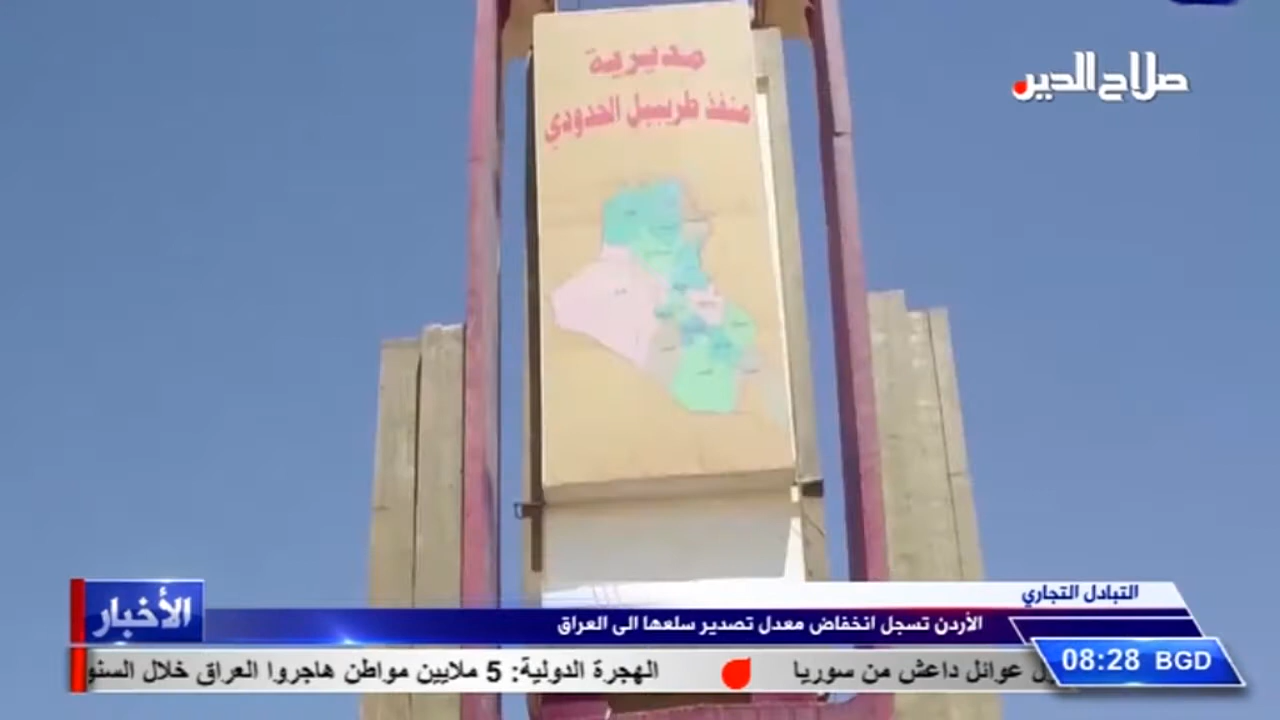 صلاح الدين
مديرية
منفذ طريبيل الحدودي
التبادل التجاري
الأخبار
الأردن تسجل انخفاض معدل تصدير سلعها الى العراق
08:28 BGD
عوائل داعش من سوريا
الهجرة الدولية: 5 ملايين مواطن هاجروا العراق خلال